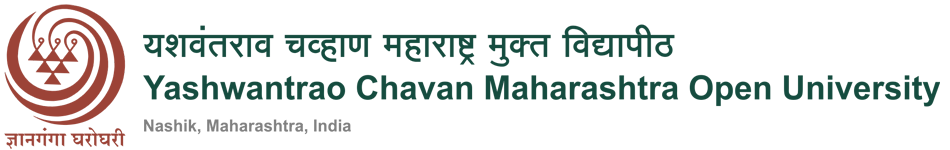 यशवंतराव चव्हाण महाराष्ट्र मुक्त विद्यापीठ
Yashwantrao Chavan Maharashtra Open University
Nashik, Maharashtra, India
ज्ञानगंगा घरोघरी